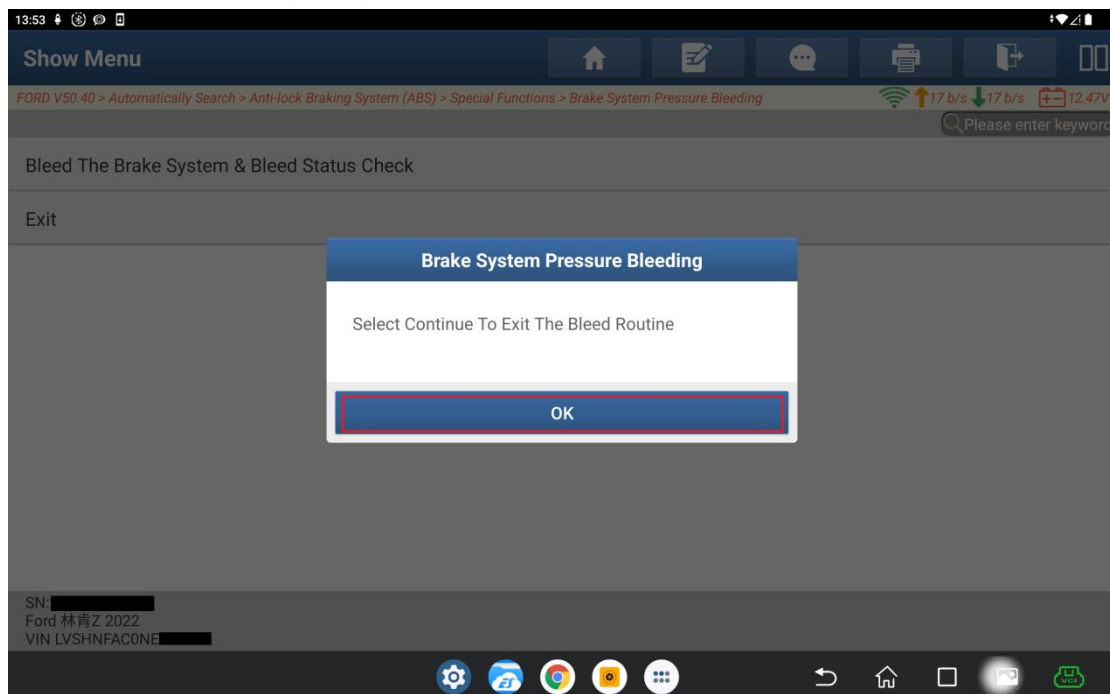 13:53
Show Menu
FORD V50.40 > Automatically Search > Anti-lock Braking System (ABS) > Special Functions > Brake System Pressure Bleeding
17 b/s 17 b/s 12.47V
Please enter keyword
Bleed The Brake System & Bleed Status Check
Exit
Brake System Pressure Bleeding
Select Continue To Exit The Bleed Routine
OK
SN:
Ford 林肯Z 2022
VIN LVSHNFAC0NE
ES
VCI